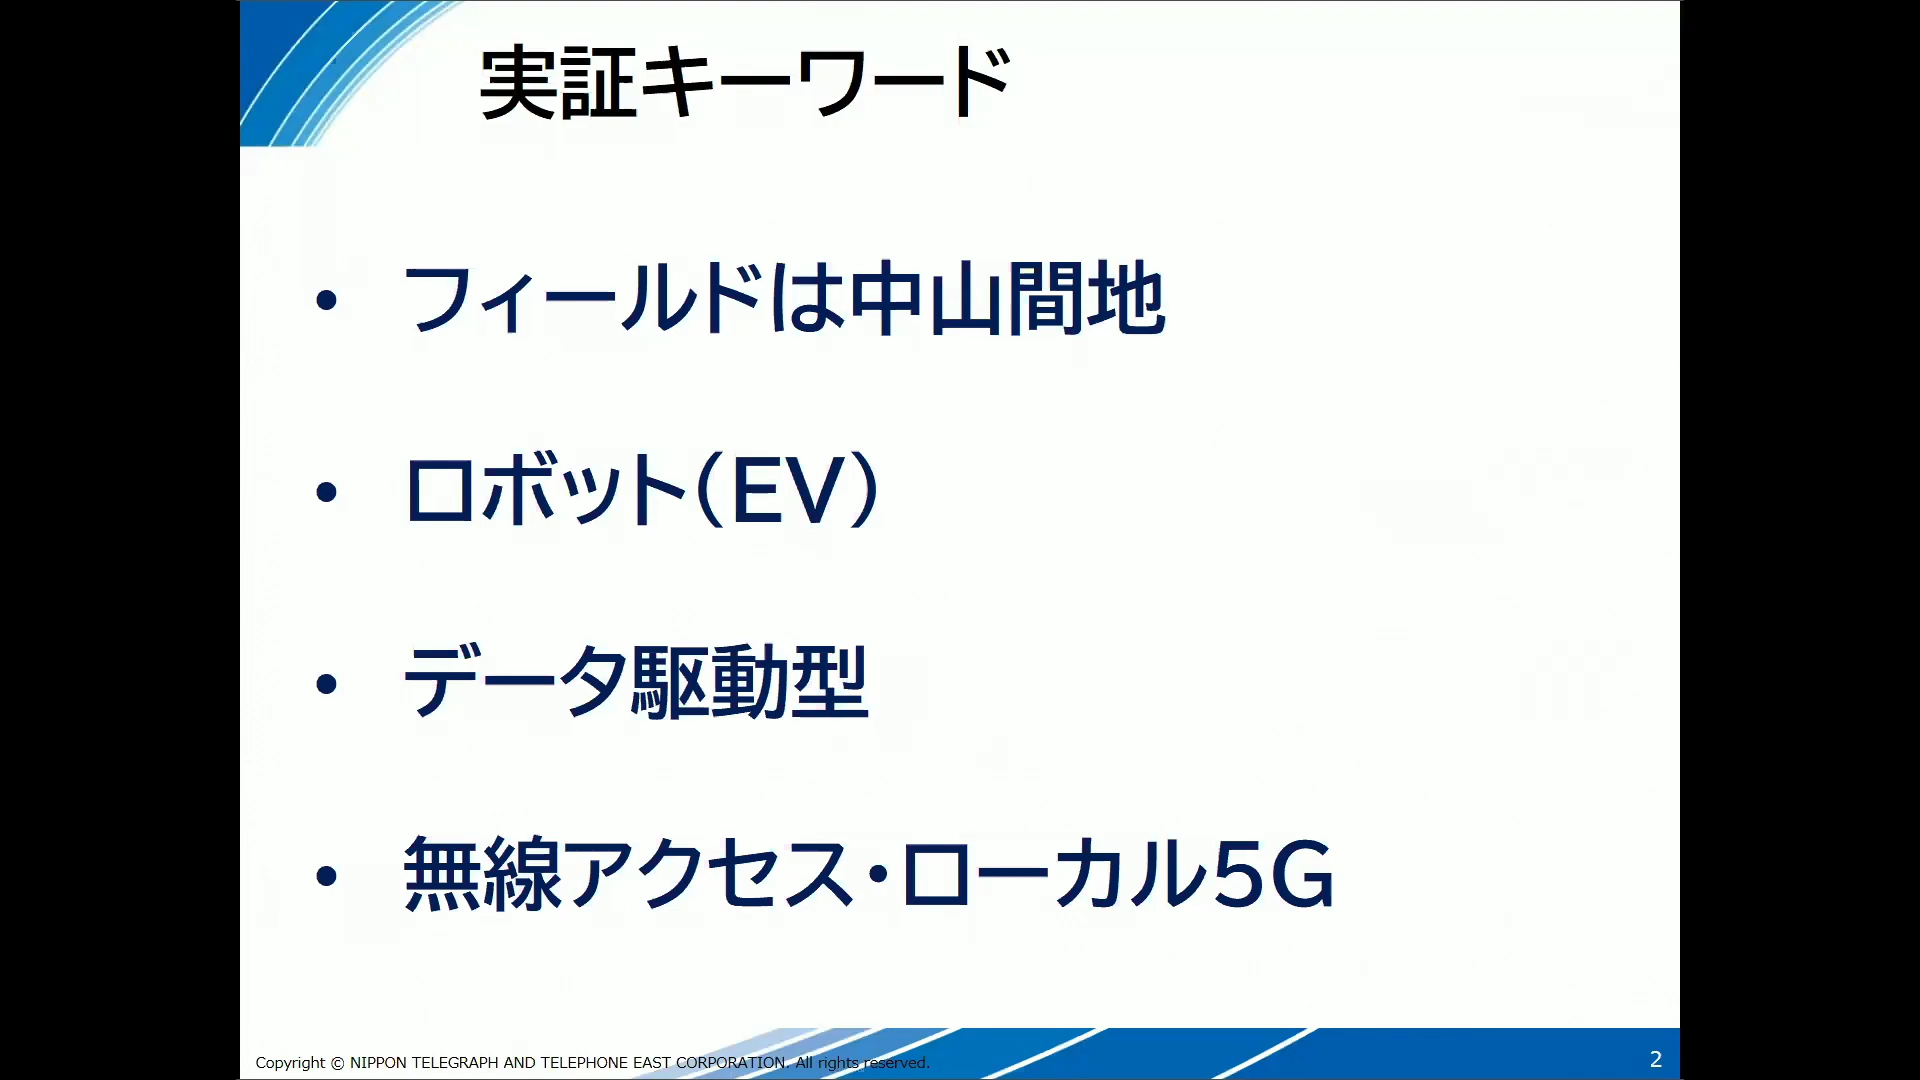 実証キーワード
• フィールドは中山間地
• ロボット（EV）
• データ駆動型
• 無線アクセス・ローカル5G
Copyright © NIPPON TELEGRAPH AND TELEPHONE EAST CORPORATION. All rights reserved.
2